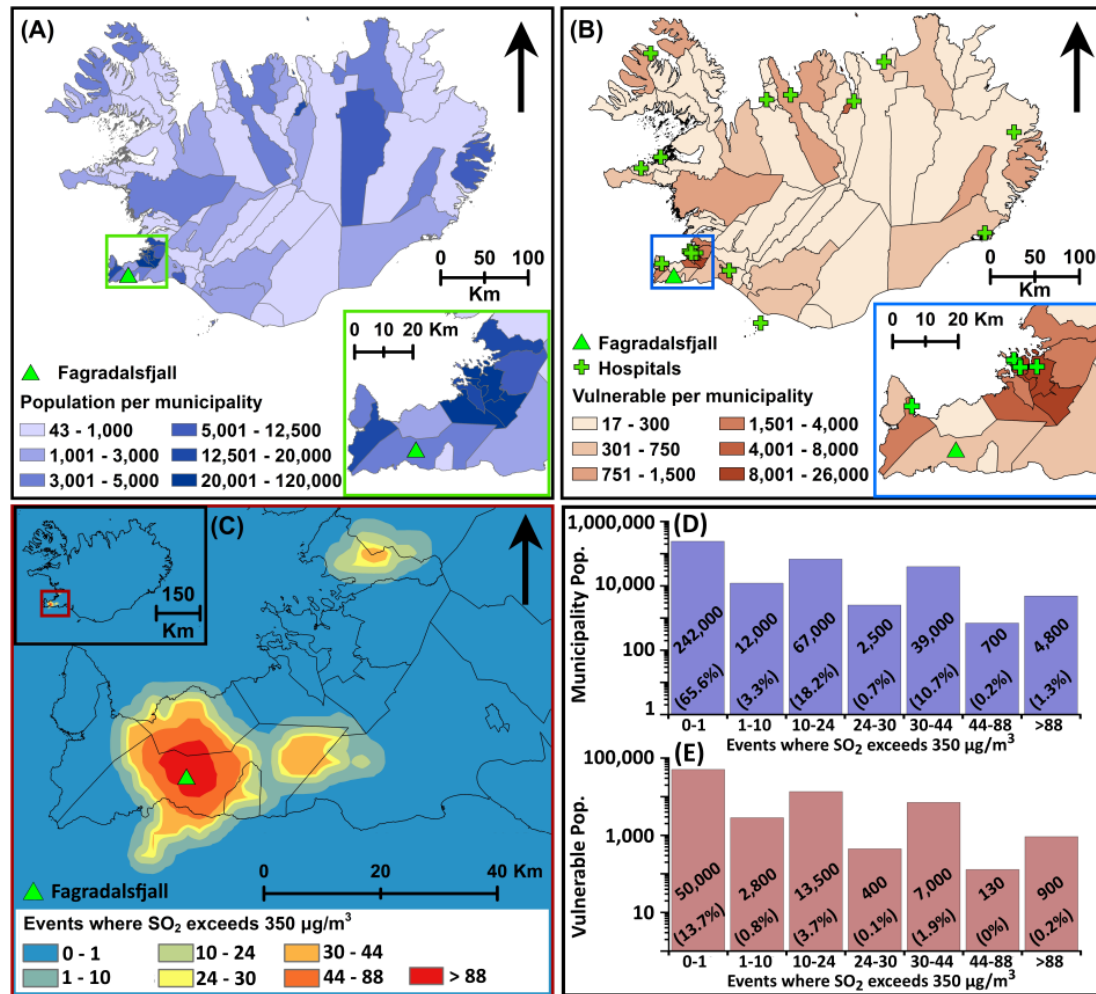 (A)
0 50 100
Km
0 10 20 Km
Fagradalsfjall
Population per municipality
43 - 1,000
1,001 - 3,000
3,001 - 5,000
5,001 - 12,500
12,501 - 20,000
20,001 - 120,000
(B)
0 50 100
Km
0 10 20 Km
Fagradalsfjall
Hospitals
Vulnerable per municipality
17 - 300
301 - 750
751 - 1,500
1,501 - 4,000
4,001 - 8,000
8,001 - 26,000
(C)
150
Km
0 20 40 Km
Fagradalsfjall
Events where SO₂ exceeds 350 µg/m³
0 - 1
1 - 10
10 - 24
24 - 30
30 - 44
44 - 88
> 88
(D)
Municipality Pop.
1,000,000
10,000
100
1
242,000
(65.6%)
12,000
(3.3%)
67,000
(18.2%)
2,500
(0.7%)
39,000
(10.7%)
700
(0.2%)
4,800
(1.3%)
0-1 1-10 10-24 24-30 30-44 44-88 >88
Events where SO₂ exceeds 350 µg/m³
(E)
Vulnerable Pop.
100,000
1,000
10
50,000
(13.7%)
2,800
(0.8%)
13,500
(3.7%)
400
(0.1%)
7,000
(1.9%)
130
(0%)
900
(0.2%)
0-1 1-10 10-24 24-30 30-44 44-88 >88
Events where SO₂ exceeds 350 µg/m³